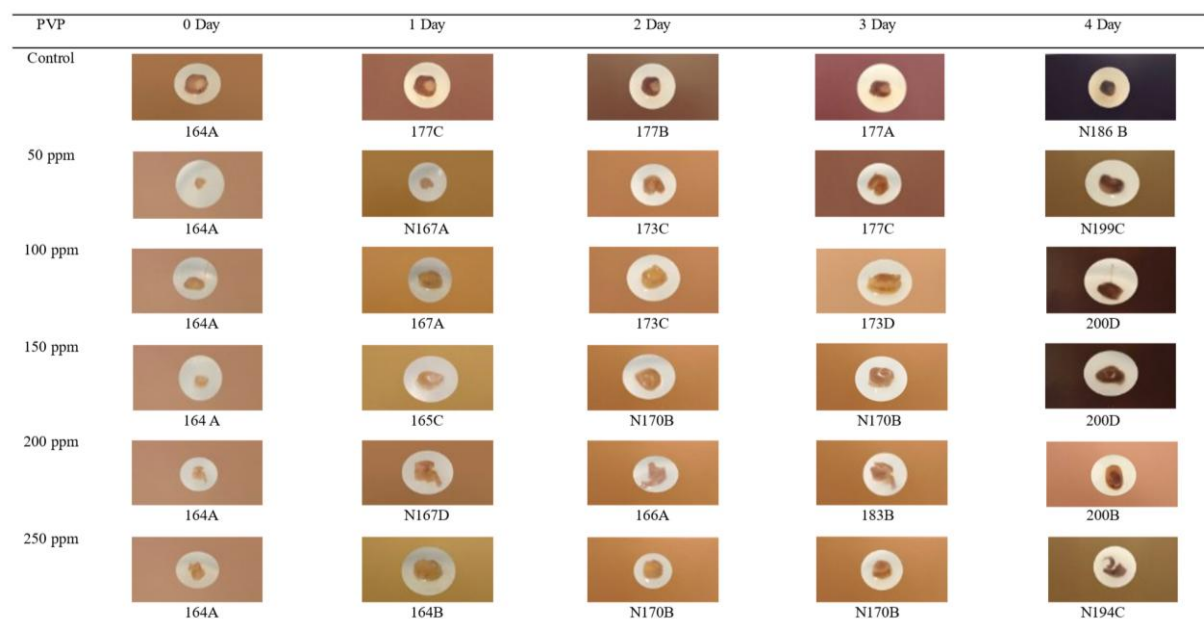 PVP 0 Day 1 Day 2 Day 3 Day 4 Day
Control
164A 177C 177B 177A N186 B
50 ppm
164A N167A 173C 177C N199C
100 ppm
164A 167A 173C 173D 200D
150 ppm
164 A 165C N170B N170B 200D
200 ppm
164A N167D 166A 183B 200B
250 ppm
164A 164B N170B N170B N194C